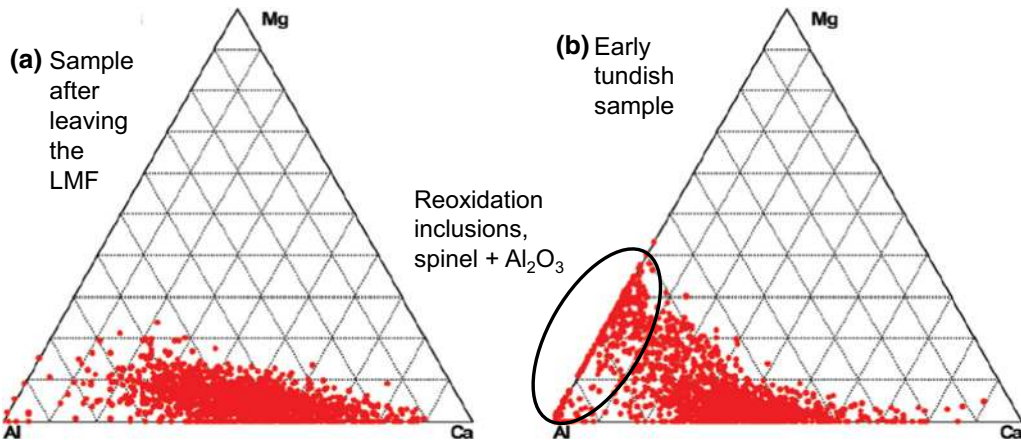 Mg
(a) Sample
after
leaving
the
LMF
Al
Ca
Reoxidation
inclusions,
spinel + Al₂O₃
Mg
(b) Early
tundish
sample
Al
Ca